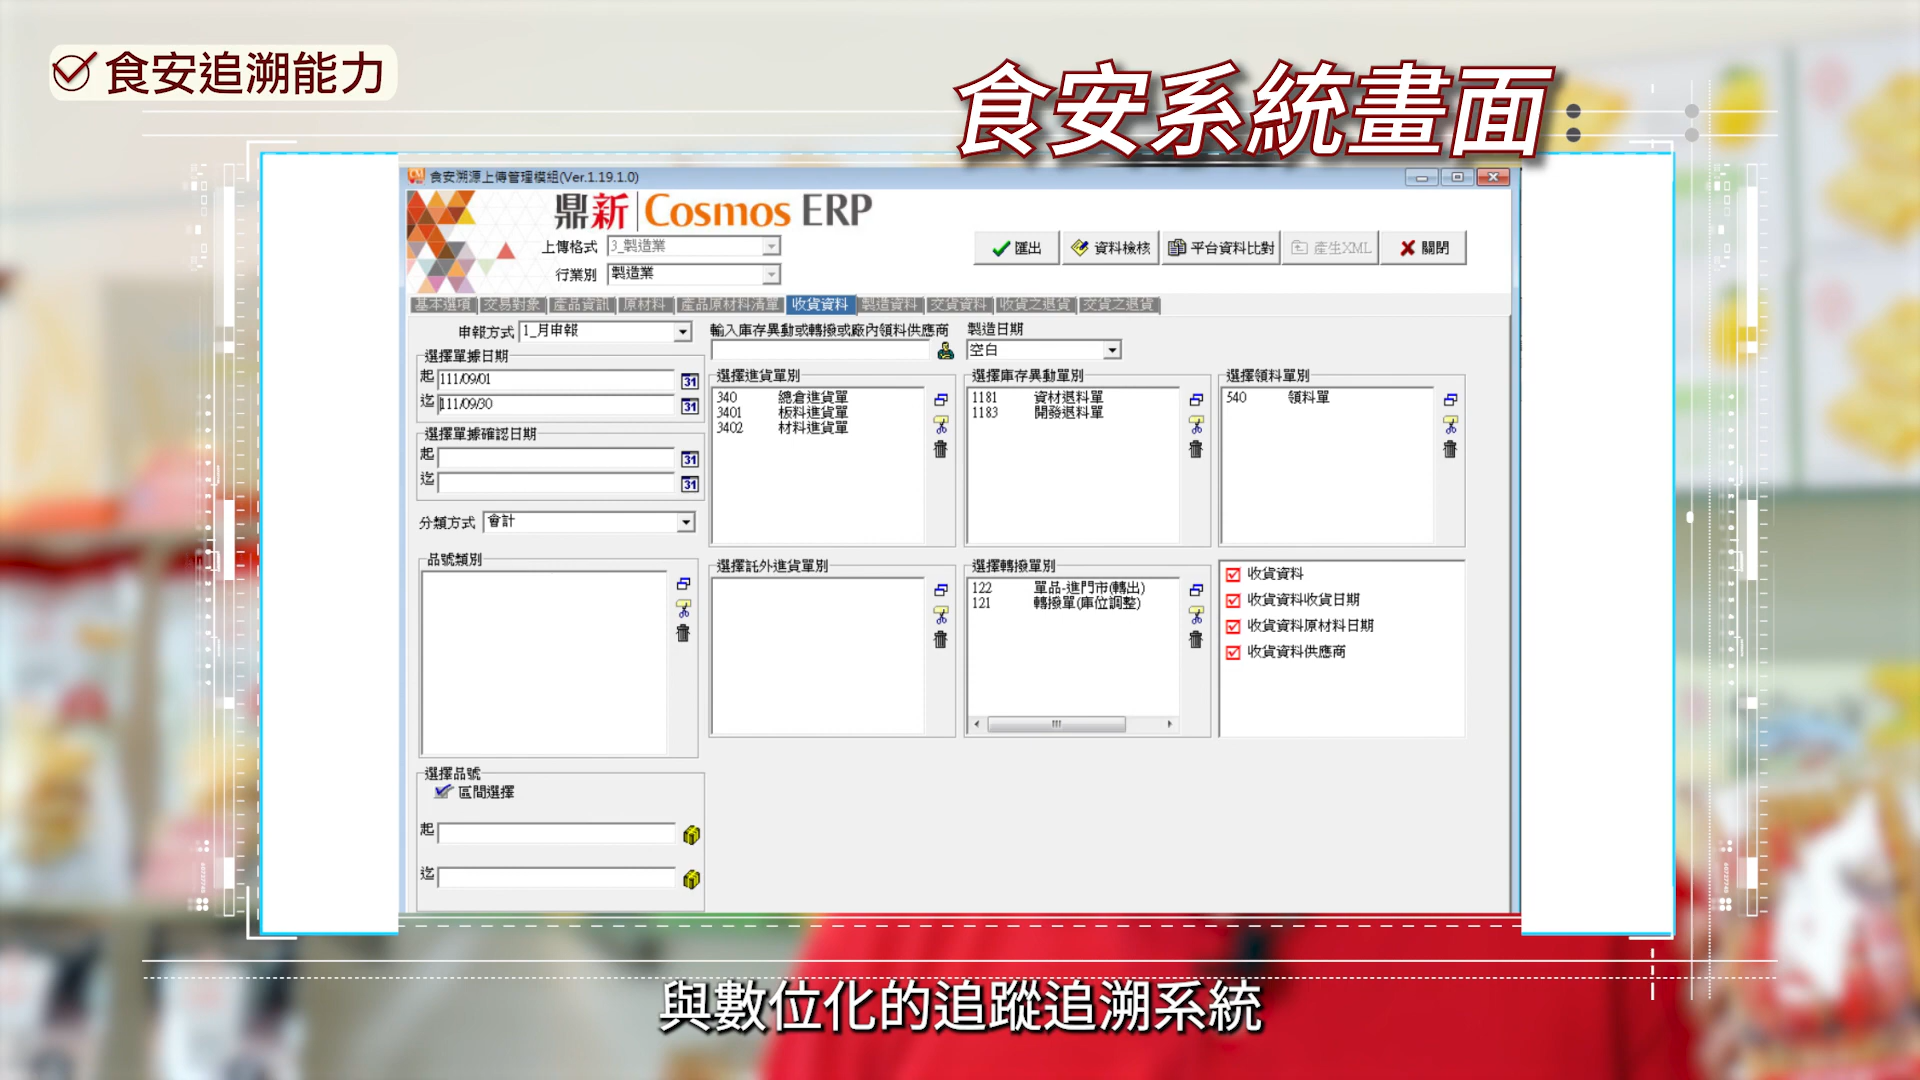 食安追溯能力
食安系統畫面
食安溯源上傳管理模組(Ver.1.19.1.0)
鼎新 Cosmos ERP
上傳格式 3_製造業
行業別 製造業
匯出 資料檢核 平台資料比對 產生XML 關閉
基本選項 交易對象 產品資訊 原材料 產品原材料清單 收貨資料 製造資料 交貨資料 收貨之退貨 交貨之退貨
申報方式 1_月申報
輸入庫存異動或轉撥或廠內領料供應商
製造日期
空白
選擇單據日期
起 111/09/01
迄 111/09/30
選擇單據確認日期
起
迄
分類方式 會計
選擇進貨單別
340 總倉進貨單
3401 板料進貨單
3402 材料進貨單
選擇庫存異動單別
1181 資材退料單
1183 開發退料單
選擇領料單別
540 領料單
品號類別
選擇託外進貨單別
選擇轉撥單別
122 單品-進門市(轉出)
121 轉撥單(庫位調整)
收貨資料
收貨資料收貨日期
收貨資料原材料日期
收貨資料供應商
選擇品號
區間選擇
起
迄
與數位化的追蹤追溯系統